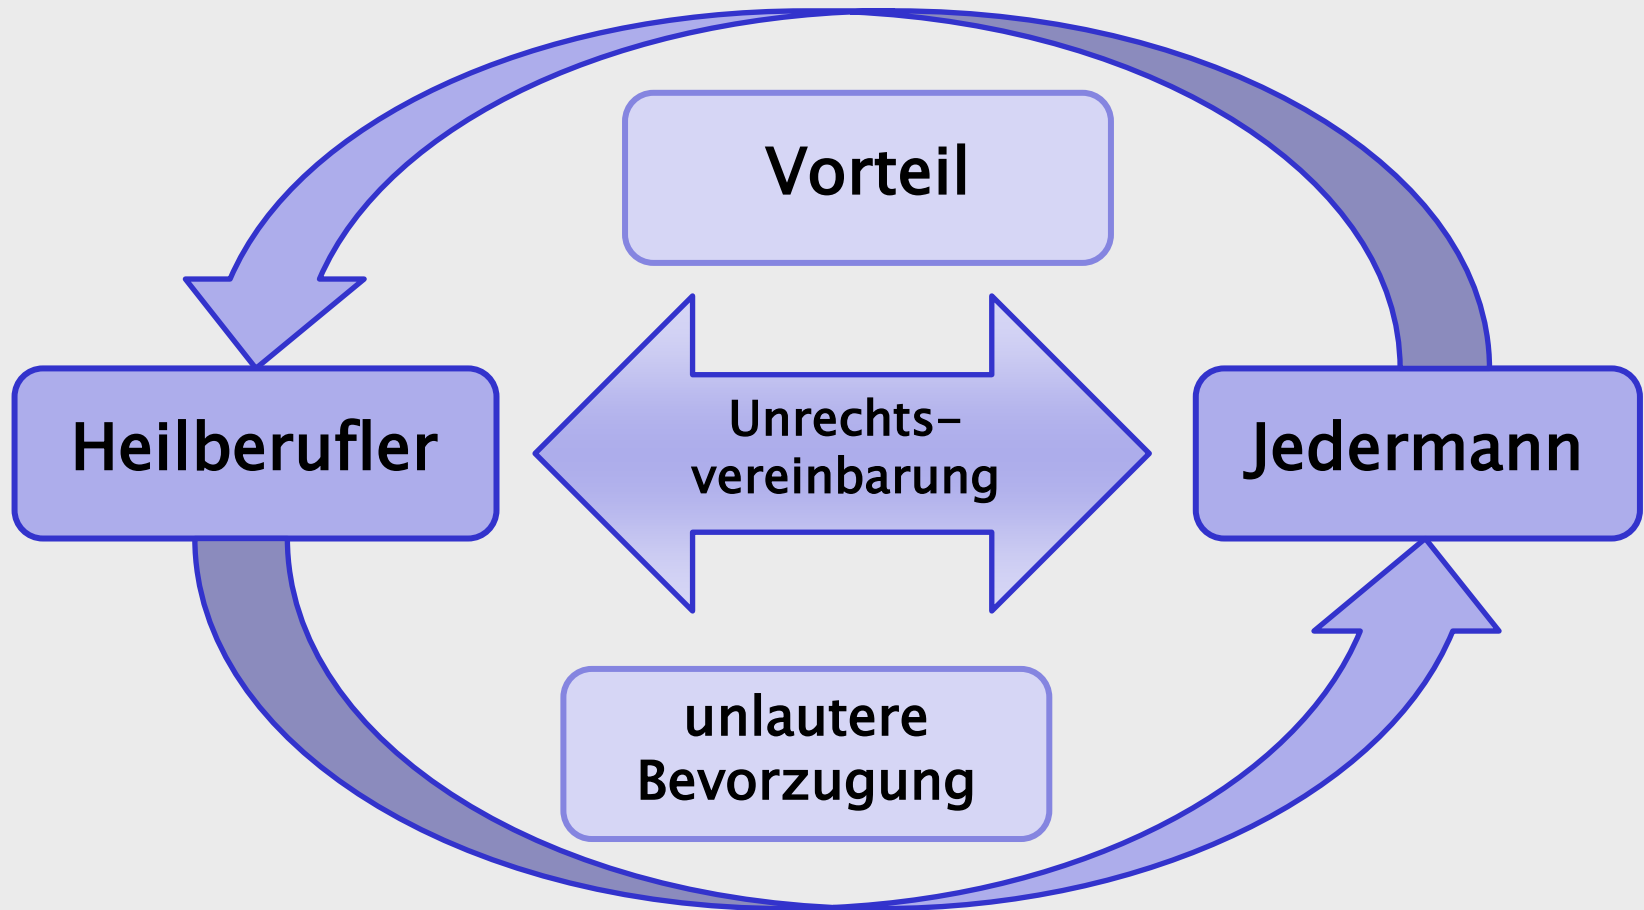 Vorteil
Heilberufler
Unrechts-
vereinbarung
Jedermann
unlautere
Bevorzugung